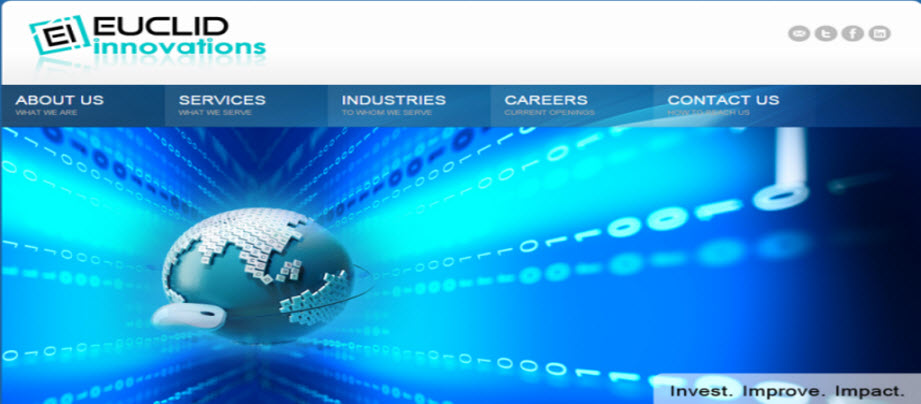 EI EUCLID
innovations
ABOUT US
WHAT WE ARE
SERVICES
WHAT WE SERVE
INDUSTRIES
TO WHOM WE SERVE
CAREERS
CURRENT OPENINGS
CONTACT US
HOW TO REACH US
Invest. Improve. Impact.